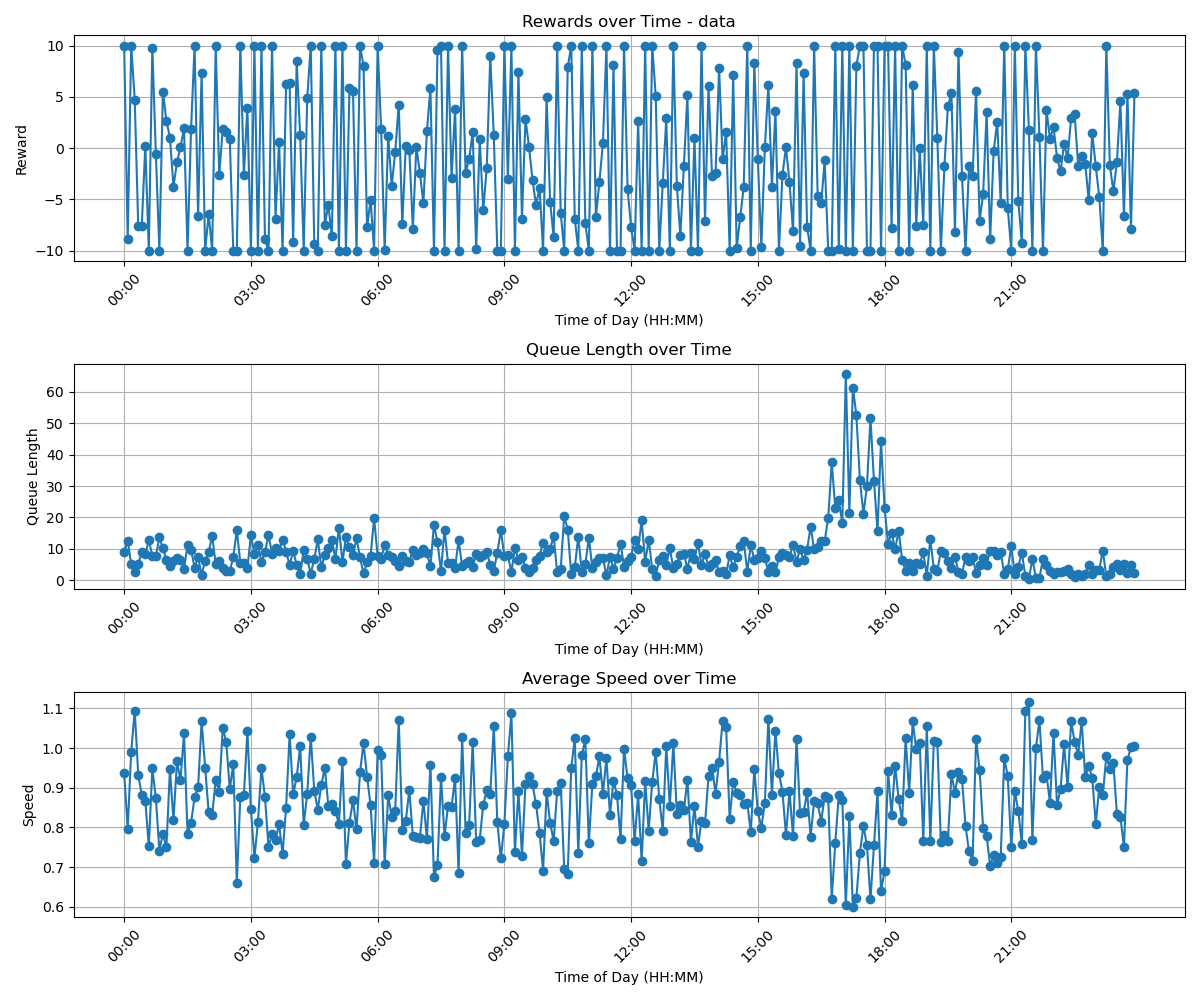 Rewards over Time - data
10
5
0
−5
−10
Reward
00:00 03:00 06:00 09:00 12:00 15:00 18:00 21:00
Time of Day (HH:MM)
Queue Length over Time
60
50
40
30
20
10
0
Queue Length
00:00 03:00 06:00 09:00 12:00 15:00 18:00 21:00
Time of Day (HH:MM)
Average Speed over Time
1.1
1.0
0.9
0.8
0.7
0.6
Speed
00:00 03:00 06:00 09:00 12:00 15:00 18:00 21:00
Time of Day (HH:MM)